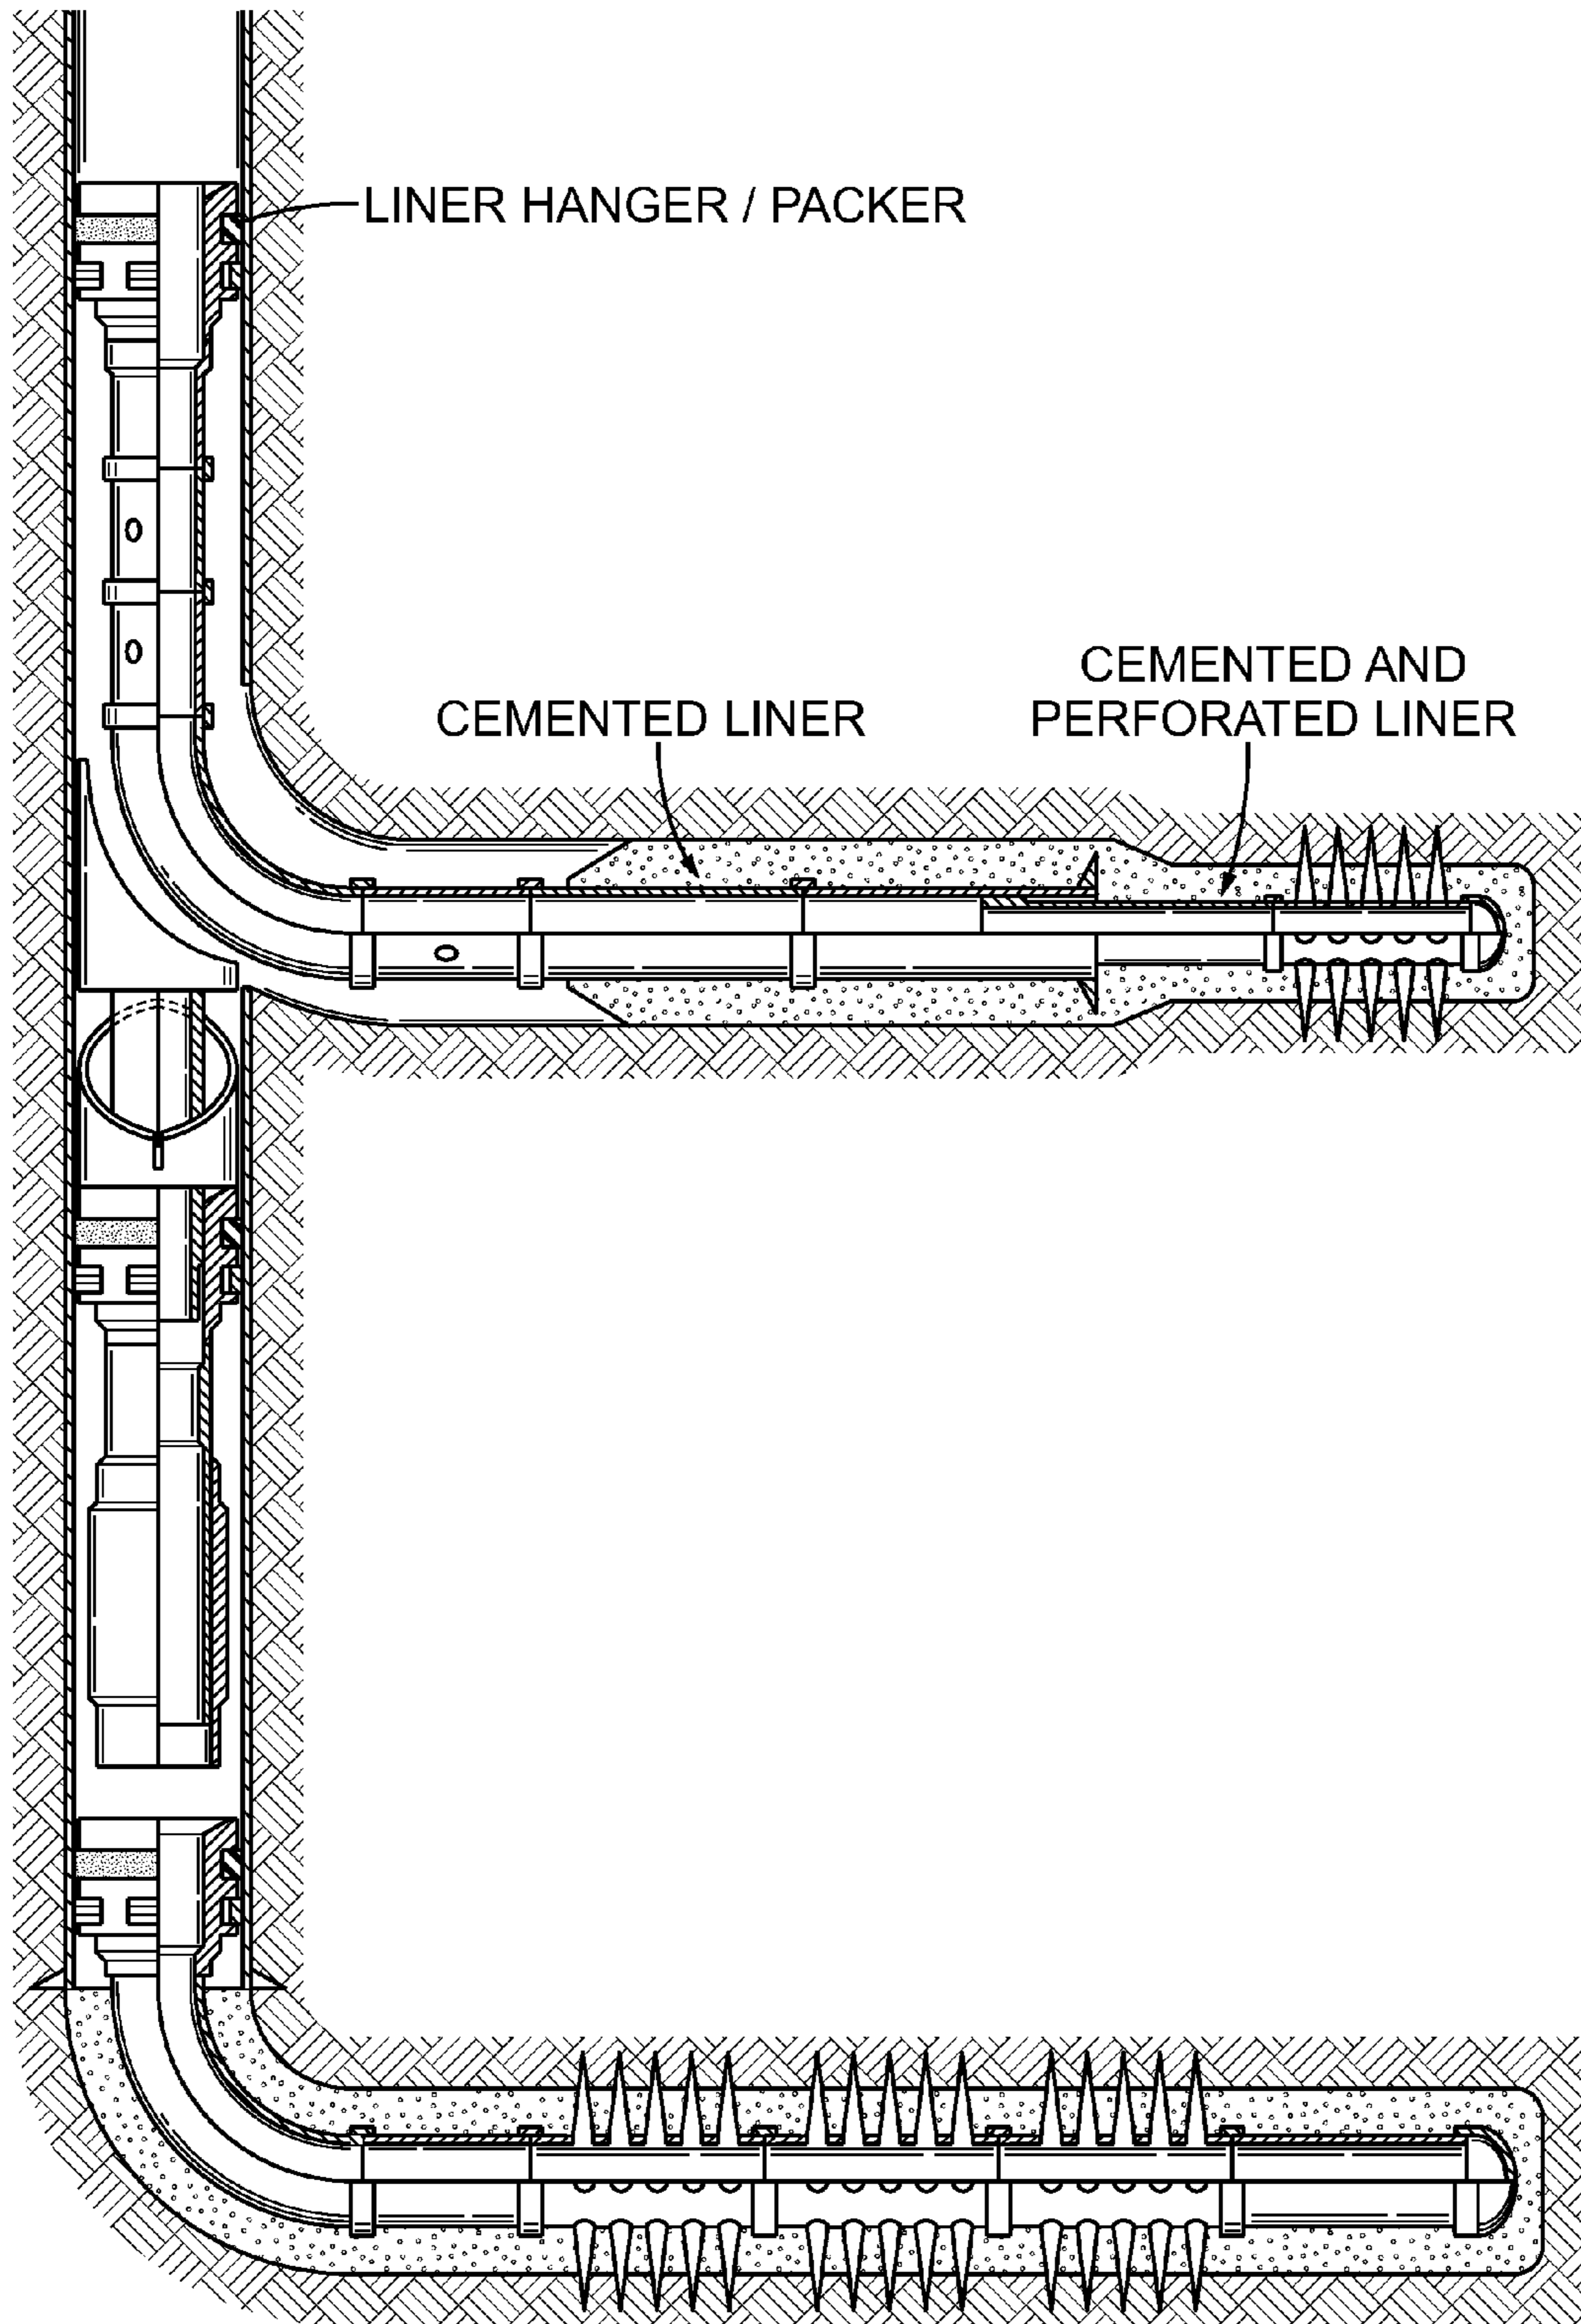 LINER HANGER / PACKER
CEMENTED LINER
CEMENTED AND
PERFORATED LINER